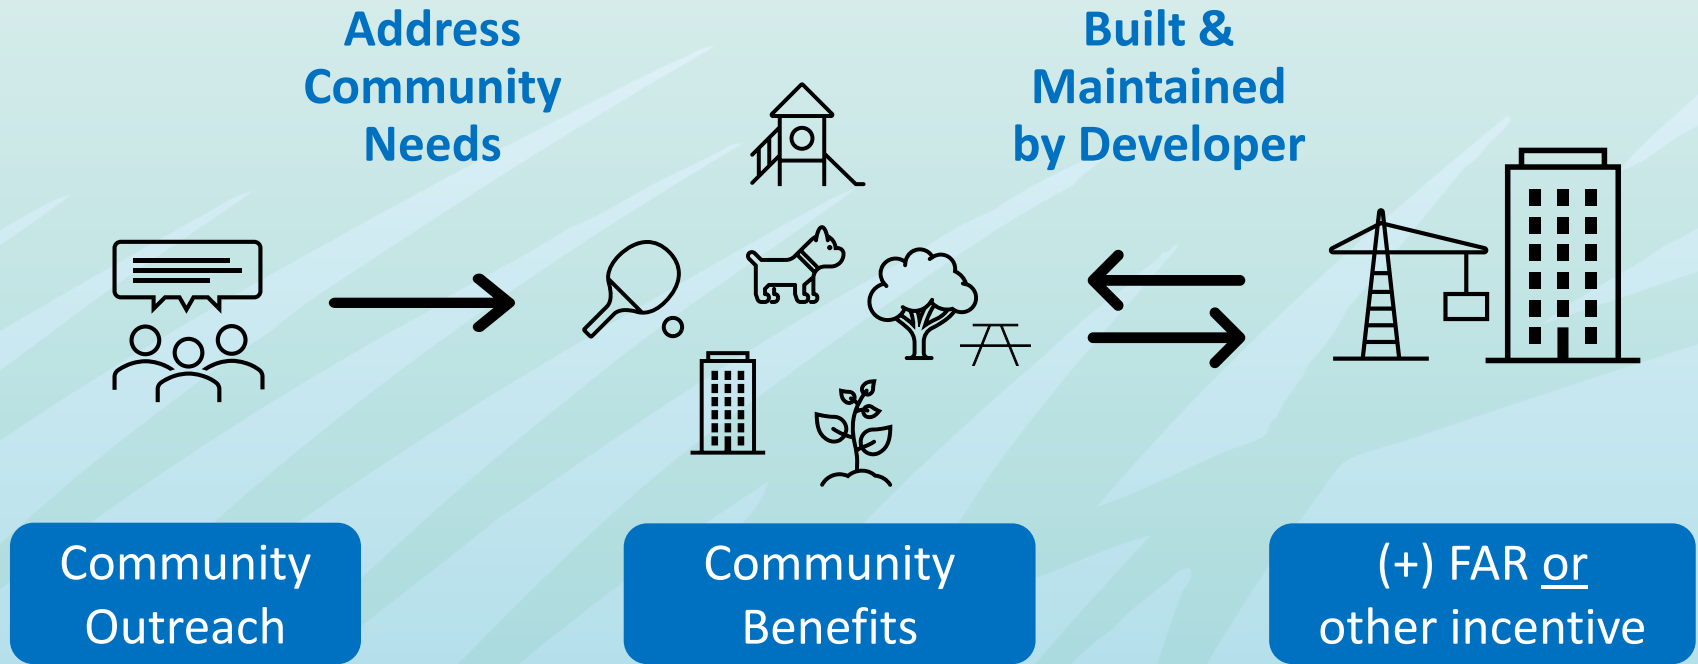 Address
Community
Needs
Built &
Maintained
by Developer
Community
Outreach
Community
Benefits
(+) FAR or
other incentive